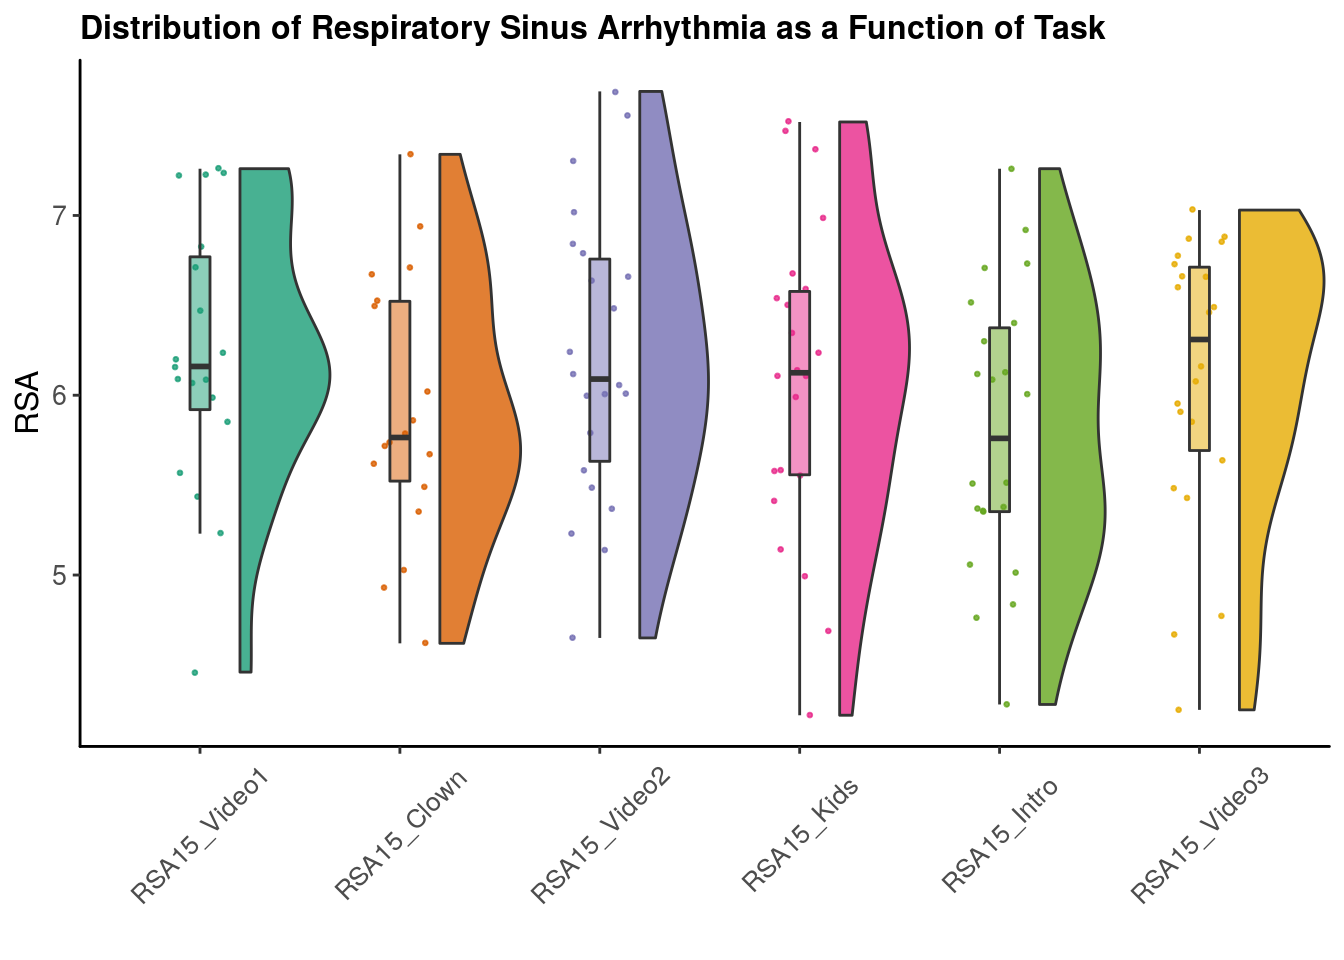 Distribution of Respiratory Sinus Arrhythmia as a Function of Task
RSA
7
6
5
RSA15_Video1
RSA15_Clown
RSA15_Video2
RSA15_Kids
RSA15_Intro
RSA15_Video3